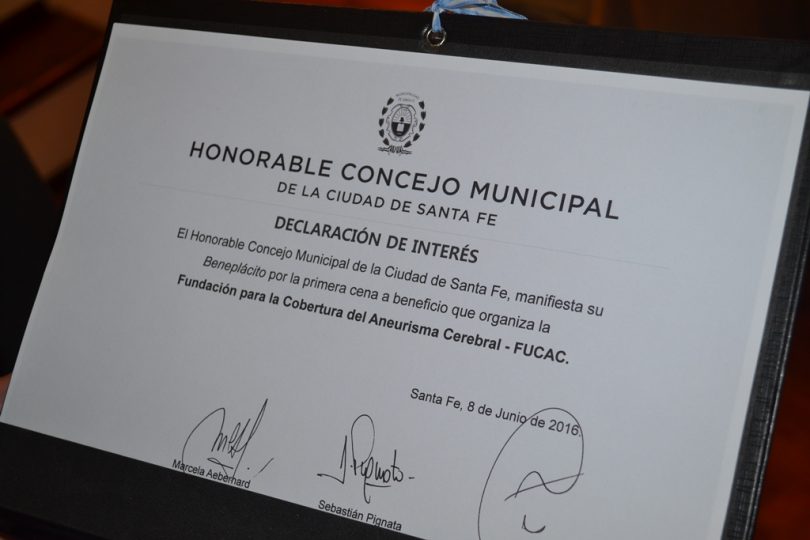 HONORABLE CONCEJO MUNICIPAL
DE LA CIUDAD DE SANTA FE
DECLARACIÓN DE INTERÉS
El Honorable Concejo Municipal de la Ciudad de Santa Fe, manifiesta su
Beneplácito por la primera cena a beneficio que organiza la
Fundación para la Cobertura del Aneurisma Cerebral - FUCAC.
Santa Fe, 8 de Junio de 2016.
Marcela Aeberhard
Sebastián Pignata